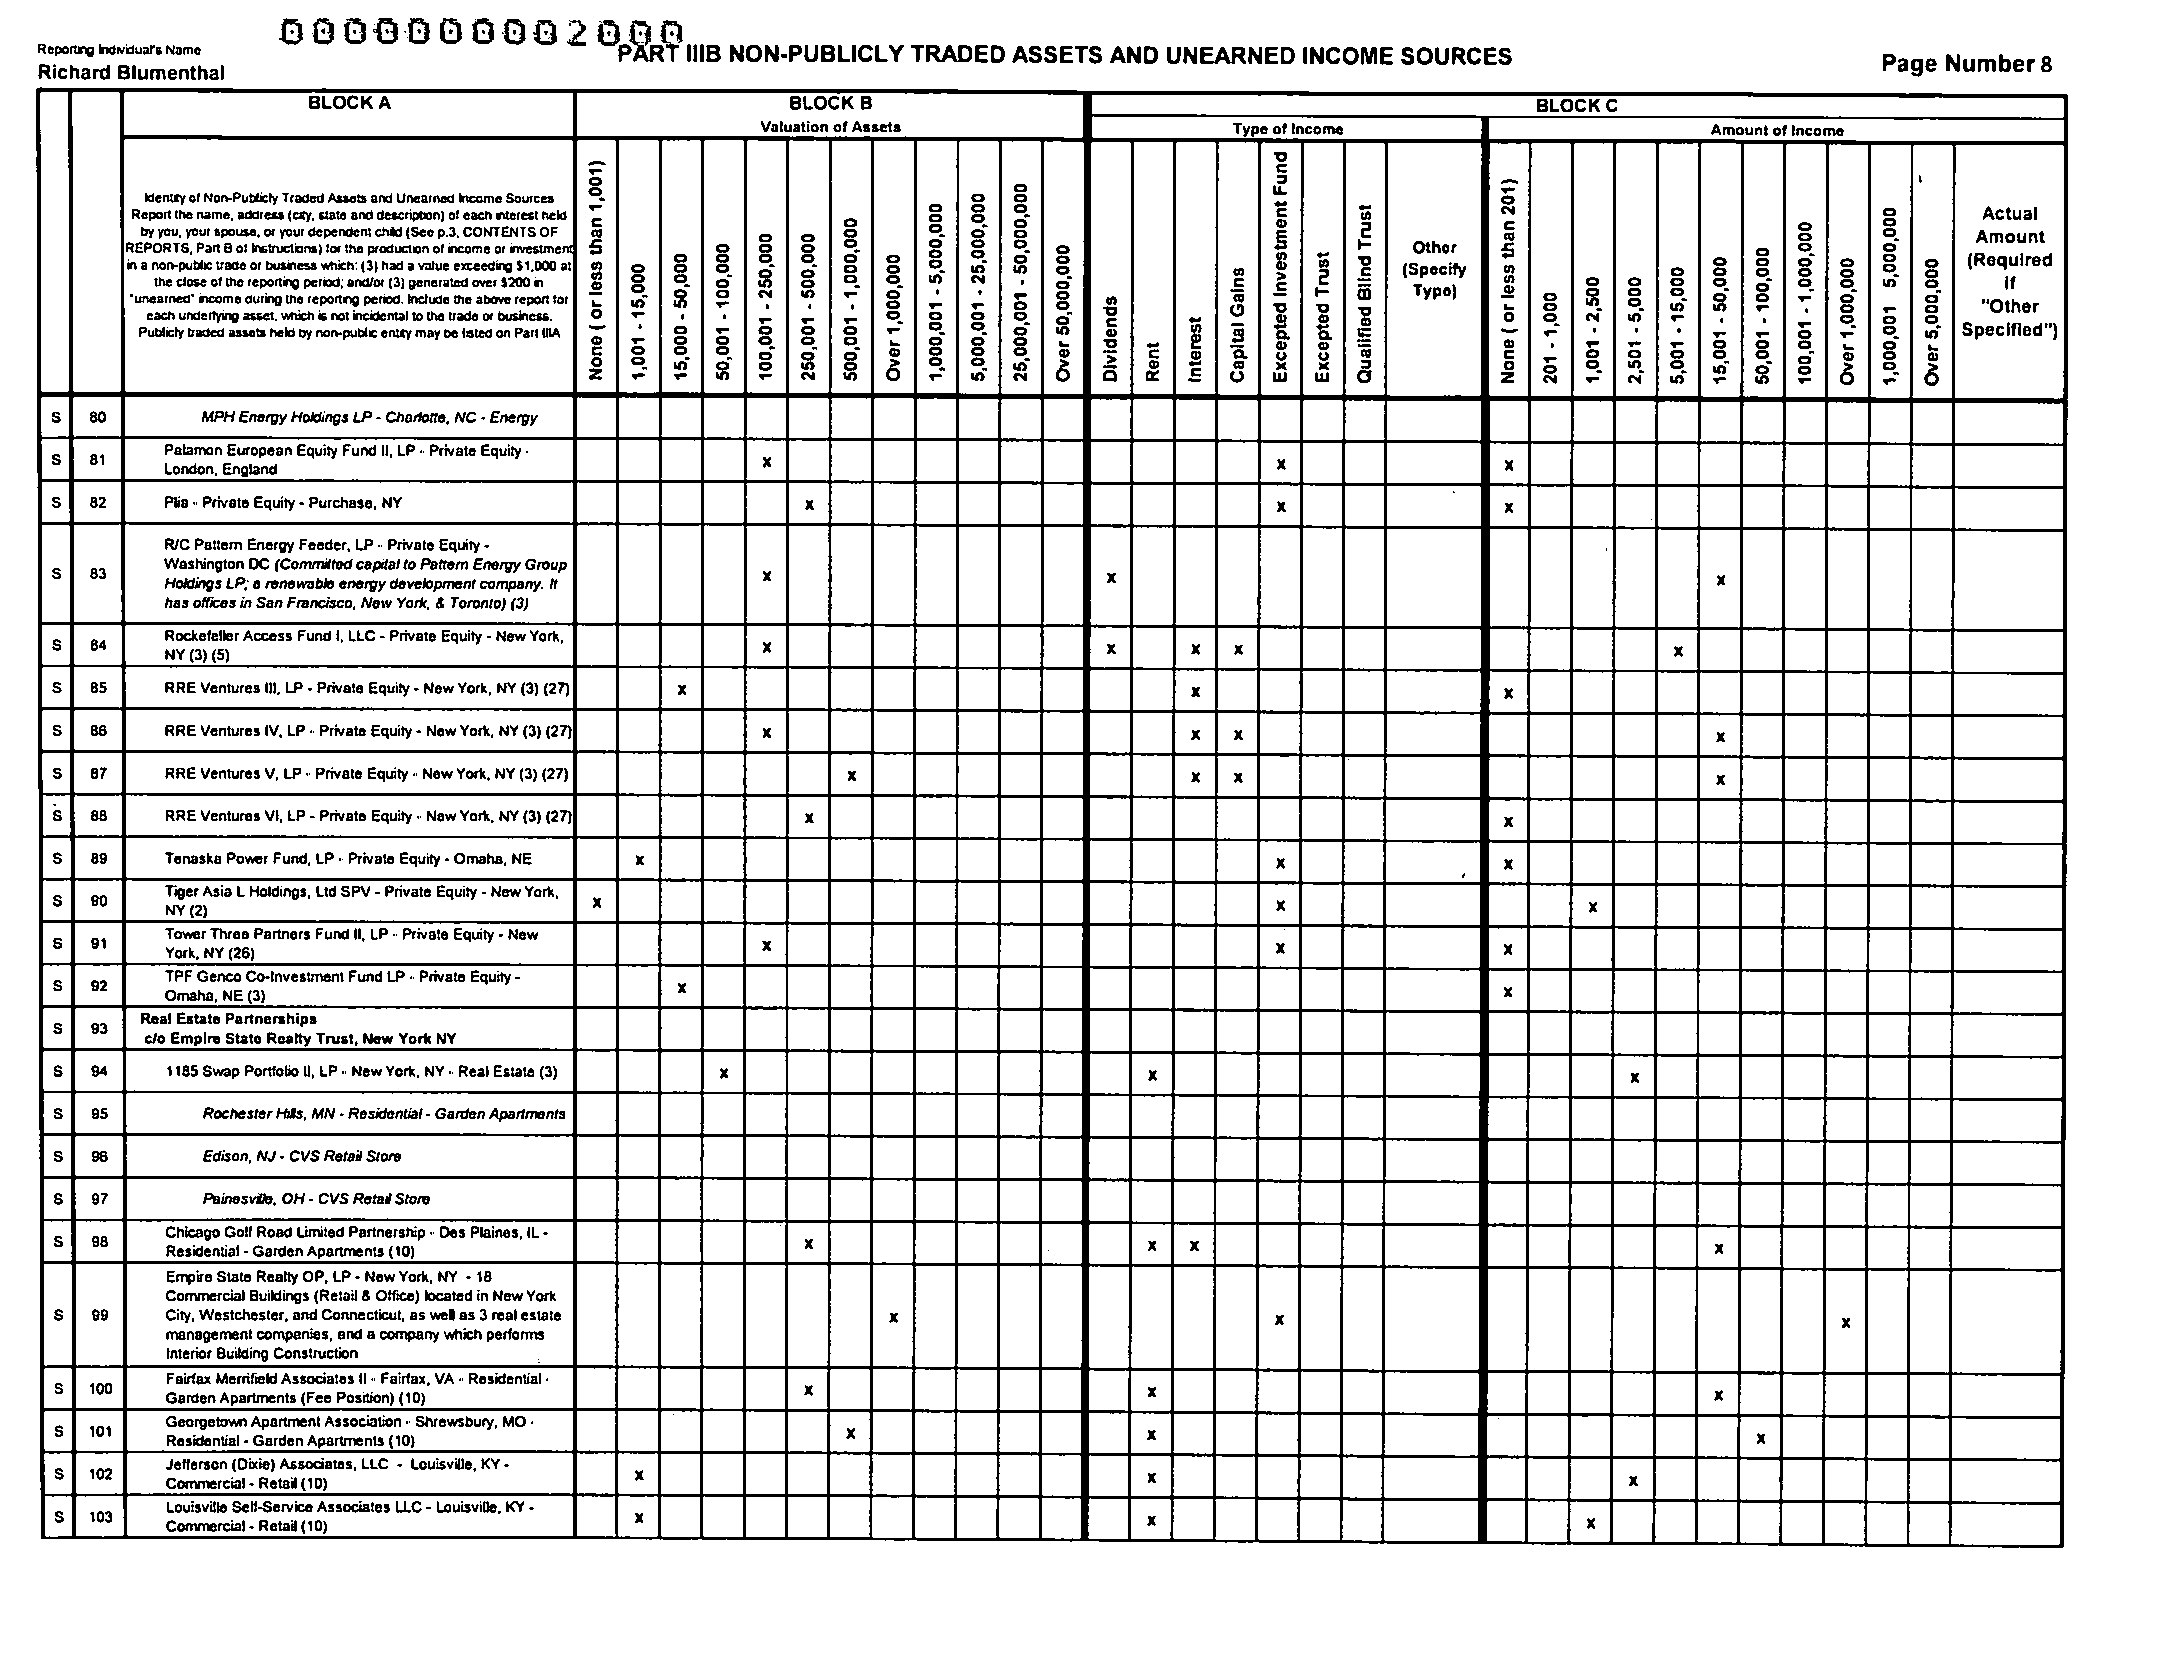 0000000002000
Reporting Individual's Name
Richard Blumenthal
PART IIIB NON-PUBLICLY TRADED ASSETS AND UNEARNED INCOME SOURCES
Page Number 8
BLOCK A
BLOCK B
BLOCK C
Valuation of Assets
Type of Income
Amount of Income
Identity of Non-Publicly Traded Assets and Unearned Income Sources
Report the name, address (city, state and description) of each interest held
by you, your spouse, or your dependent child (See p.3, CONTENTS OF
REPORTS, Part B of Instructions) for the production of income or investment
in a non-public trade or business which: (3) had a value exceeding $1,000 at
the close of the reporting period; and/or (3) generated over $200 in
"unearned" income during the reporting period. Include the above report for
each underlying asset, which is not incidental to the trade or business.
Publicly traded assets held by non-public entity may be listed on Part IIIA
None ( or less than 1,001)
1,001 - 15,000
15,000 - 50,000
50,001 - 100,000
100,001 - 250,000
250,001 - 500,000
500,001 - 1,000,000
Over 1,000,000
1,000,001 - 5,000,000
5,000,001 - 25,000,000
25,000,001 - 50,000,000
Over 50,000,000
Dividends
Rent
Interest
Capital Gains
Excepted Investment Fund
Excepted Trust
Qualified Blind Trust
Other
(Specify
Type)
None ( or less than 201)
201 - 1,000
1,001 - 2,500
2,501 - 5,000
5,001 - 15,000
15,001 - 50,000
50,001 - 100,000
100,001 - 1,000,000
Over 1,000,000
1,000,001 5,000,000
Over 5,000,000
Actual
Amount
(Required
If
"Other
Specified")
S 80 MPH Energy Holdings LP - Charlotte, NC - Energy
S 81 Palamon European Equity Fund II, LP - Private Equity -
London, England x x x
S 82 Plia - Private Equity - Purchase, NY x x x
R/C Pattern Energy Feeder, LP - Private Equity -
Washington DC (Committed capital to Pattern Energy Group
S 83 Holdings LP; a renewable energy development company. It x x x
has offices in San Francisco, New York, & Toronto) (3)
S 84 Rockefeller Access Fund I, LLC - Private Equity - New York,
NY (3) (5) x x x x x
S 85 RRE Ventures III, LP - Private Equity - New York, NY (3) (27) x x x
S 86 RRE Ventures IV, LP - Private Equity - New York, NY (3) (27) x x x x
S 87 RRE Ventures V, LP - Private Equity - New York, NY (3) (27) x x x x
S 88 RRE Ventures VI, LP - Private Equity - New York, NY (3) (27) x x
S 89 Tenaska Power Fund, LP - Private Equity - Omaha, NE x x x
S 90 Tiger Asia L Holdings, Ltd SPV - Private Equity - New York,
NY (2) x x x
S 91 Tower Three Partners Fund II, LP - Private Equity - New
York, NY (26) x x x
S 92 TPF Genco Co-Investment Fund LP - Private Equity -
Omaha, NE (3) x x
S 93 Real Estate Partnerships
c/o Empire State Realty Trust, New York NY
S 94 1185 Swap Portfolio II, LP - New York, NY - Real Estate (3) x x x
S 95 Rochester Hills, MN - Residential - Garden Apartments
S 96 Edison, NJ - CVS Retail Store
S 97 Painesville, OH - CVS Retail Store
S 98 Chicago Golf Road Limited Partnership - Des Plaines, IL -
Residential - Garden Apartments (10) x x x x
Empire State Realty OP, LP - New York, NY - 18
Commercial Buildings (Retail & Office) located in New York
S 99 City, Westchester, and Connecticut, as well as 3 real estate x x x
management companies, and a company which performs
Interior Building Construction
S 100 Fairfax Merrifield Associates II - Fairfax, VA - Residential -
Garden Apartments (Fee Position) (10) x x x
S 101 Georgetown Apartment Association - Shrewsbury, MO -
Residential - Garden Apartments (10) x x x
S 102 Jefferson (Dixie) Associates, LLC - Louisville, KY -
Commercial - Retail (10) x x x
S 103 Louisville Self-Service Associates LLC - Louisville, KY -
Commercial - Retail (10) x x x